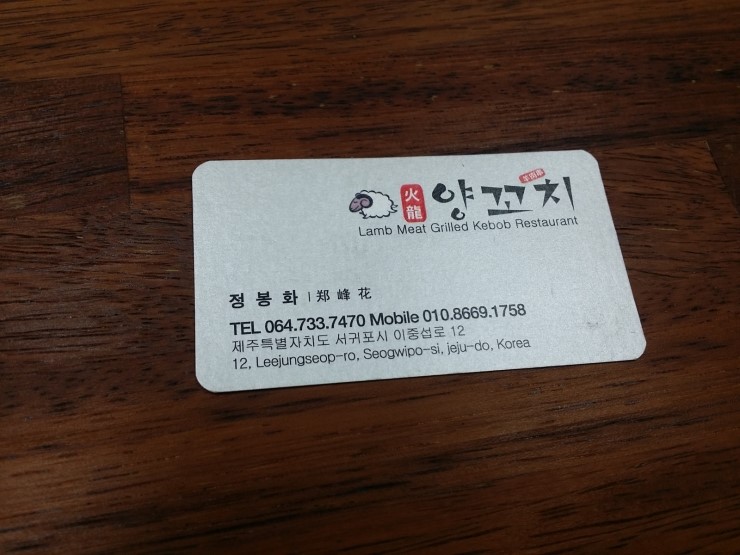 火龍 양꼬치
Lamb Meat Grilled Kebob Restaurant
정봉화 | 郑峰花
TEL 064.733.7470 Mobile 010.8669.1758
제주특별자치도 서귀포시 이중섭로 12
12, Leejungseop-ro, Seogwipo-si, jeju-do, Korea